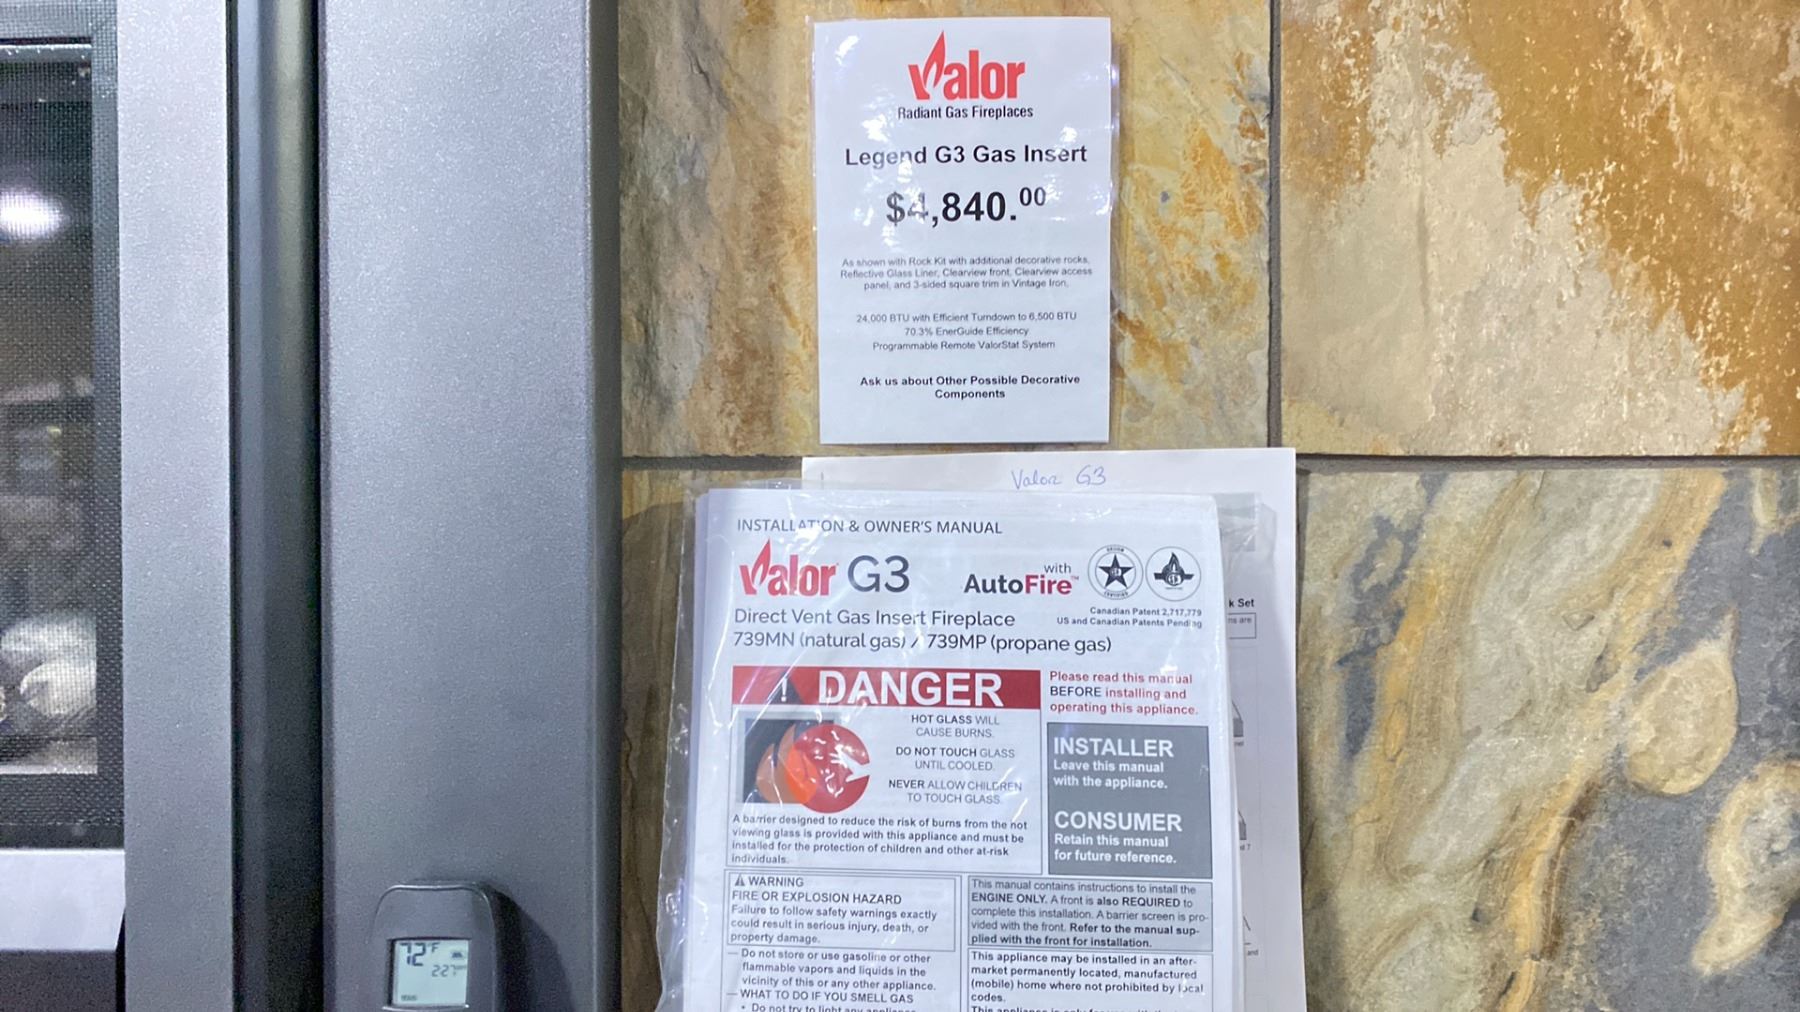 Valor
Radiant Gas Fireplaces
Legend G3 Gas Insert
$4,840.00
As shown with Rock Kit with additional decorative rocks,
Reflective Glass Liner, Clearview front, Clearview access
panel, and 3-sided square trim in Vintage Iron.
24,000 BTU with Efficient Turndown to 6,500 BTU
70.3% EnerGuide Efficiency
Programmable Remote ValorStat System
Ask us about Other Possible Decorative
Components
Valor G3
INSTALLATION & OWNER'S MANUAL
Valor G3
with
AutoFire™
Direct Vent Gas Insert Fireplace
739MN (natural gas) / 739MP (propane gas)
Canadian Patent 2,717,779
US and Canadian Patents Pending
k Set
ns are
DANGER
HOT GLASS WILL
CAUSE BURNS.
DO NOT TOUCH GLASS
UNTIL COOLED.
NEVER ALLOW CHILDREN
TO TOUCH GLASS.
A barrier designed to reduce the risk of burns from the hot
viewing glass is provided with this appliance and must be
installed for the protection of children and other at-risk
individuals.
Please read this manual
BEFORE installing and
operating this appliance.
INSTALLER
Leave this manual
with the appliance.
CONSUMER
Retain this manual
for future reference.
WARNING
FIRE OR EXPLOSION HAZARD
Failure to follow safety warnings exactly
could result in serious injury, death, or
property damage.
— Do not store or use gasoline or other
flammable vapors and liquids in the
vicinity of this or any other appliance.
— WHAT TO DO IF YOU SMELL GAS
• Do not try to light any appliance.
This manual contains instructions to install the
ENGINE ONLY. A front is also REQUIRED to
complete this installation. A barrier screen is pro-
vided with the front. Refer to the manual sup-
plied with the front for installation.
This appliance may be installed in an after-
market permanently located, manufactured
(mobile) home where not prohibited by local
codes.
and
72°F